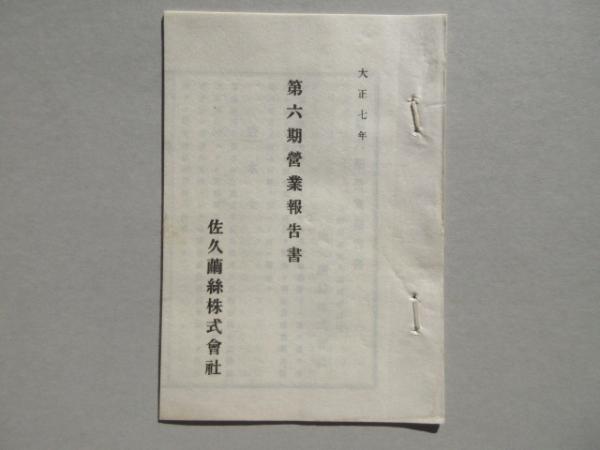 大正七年
第六期營業報告書
佐久繭絲株式會社